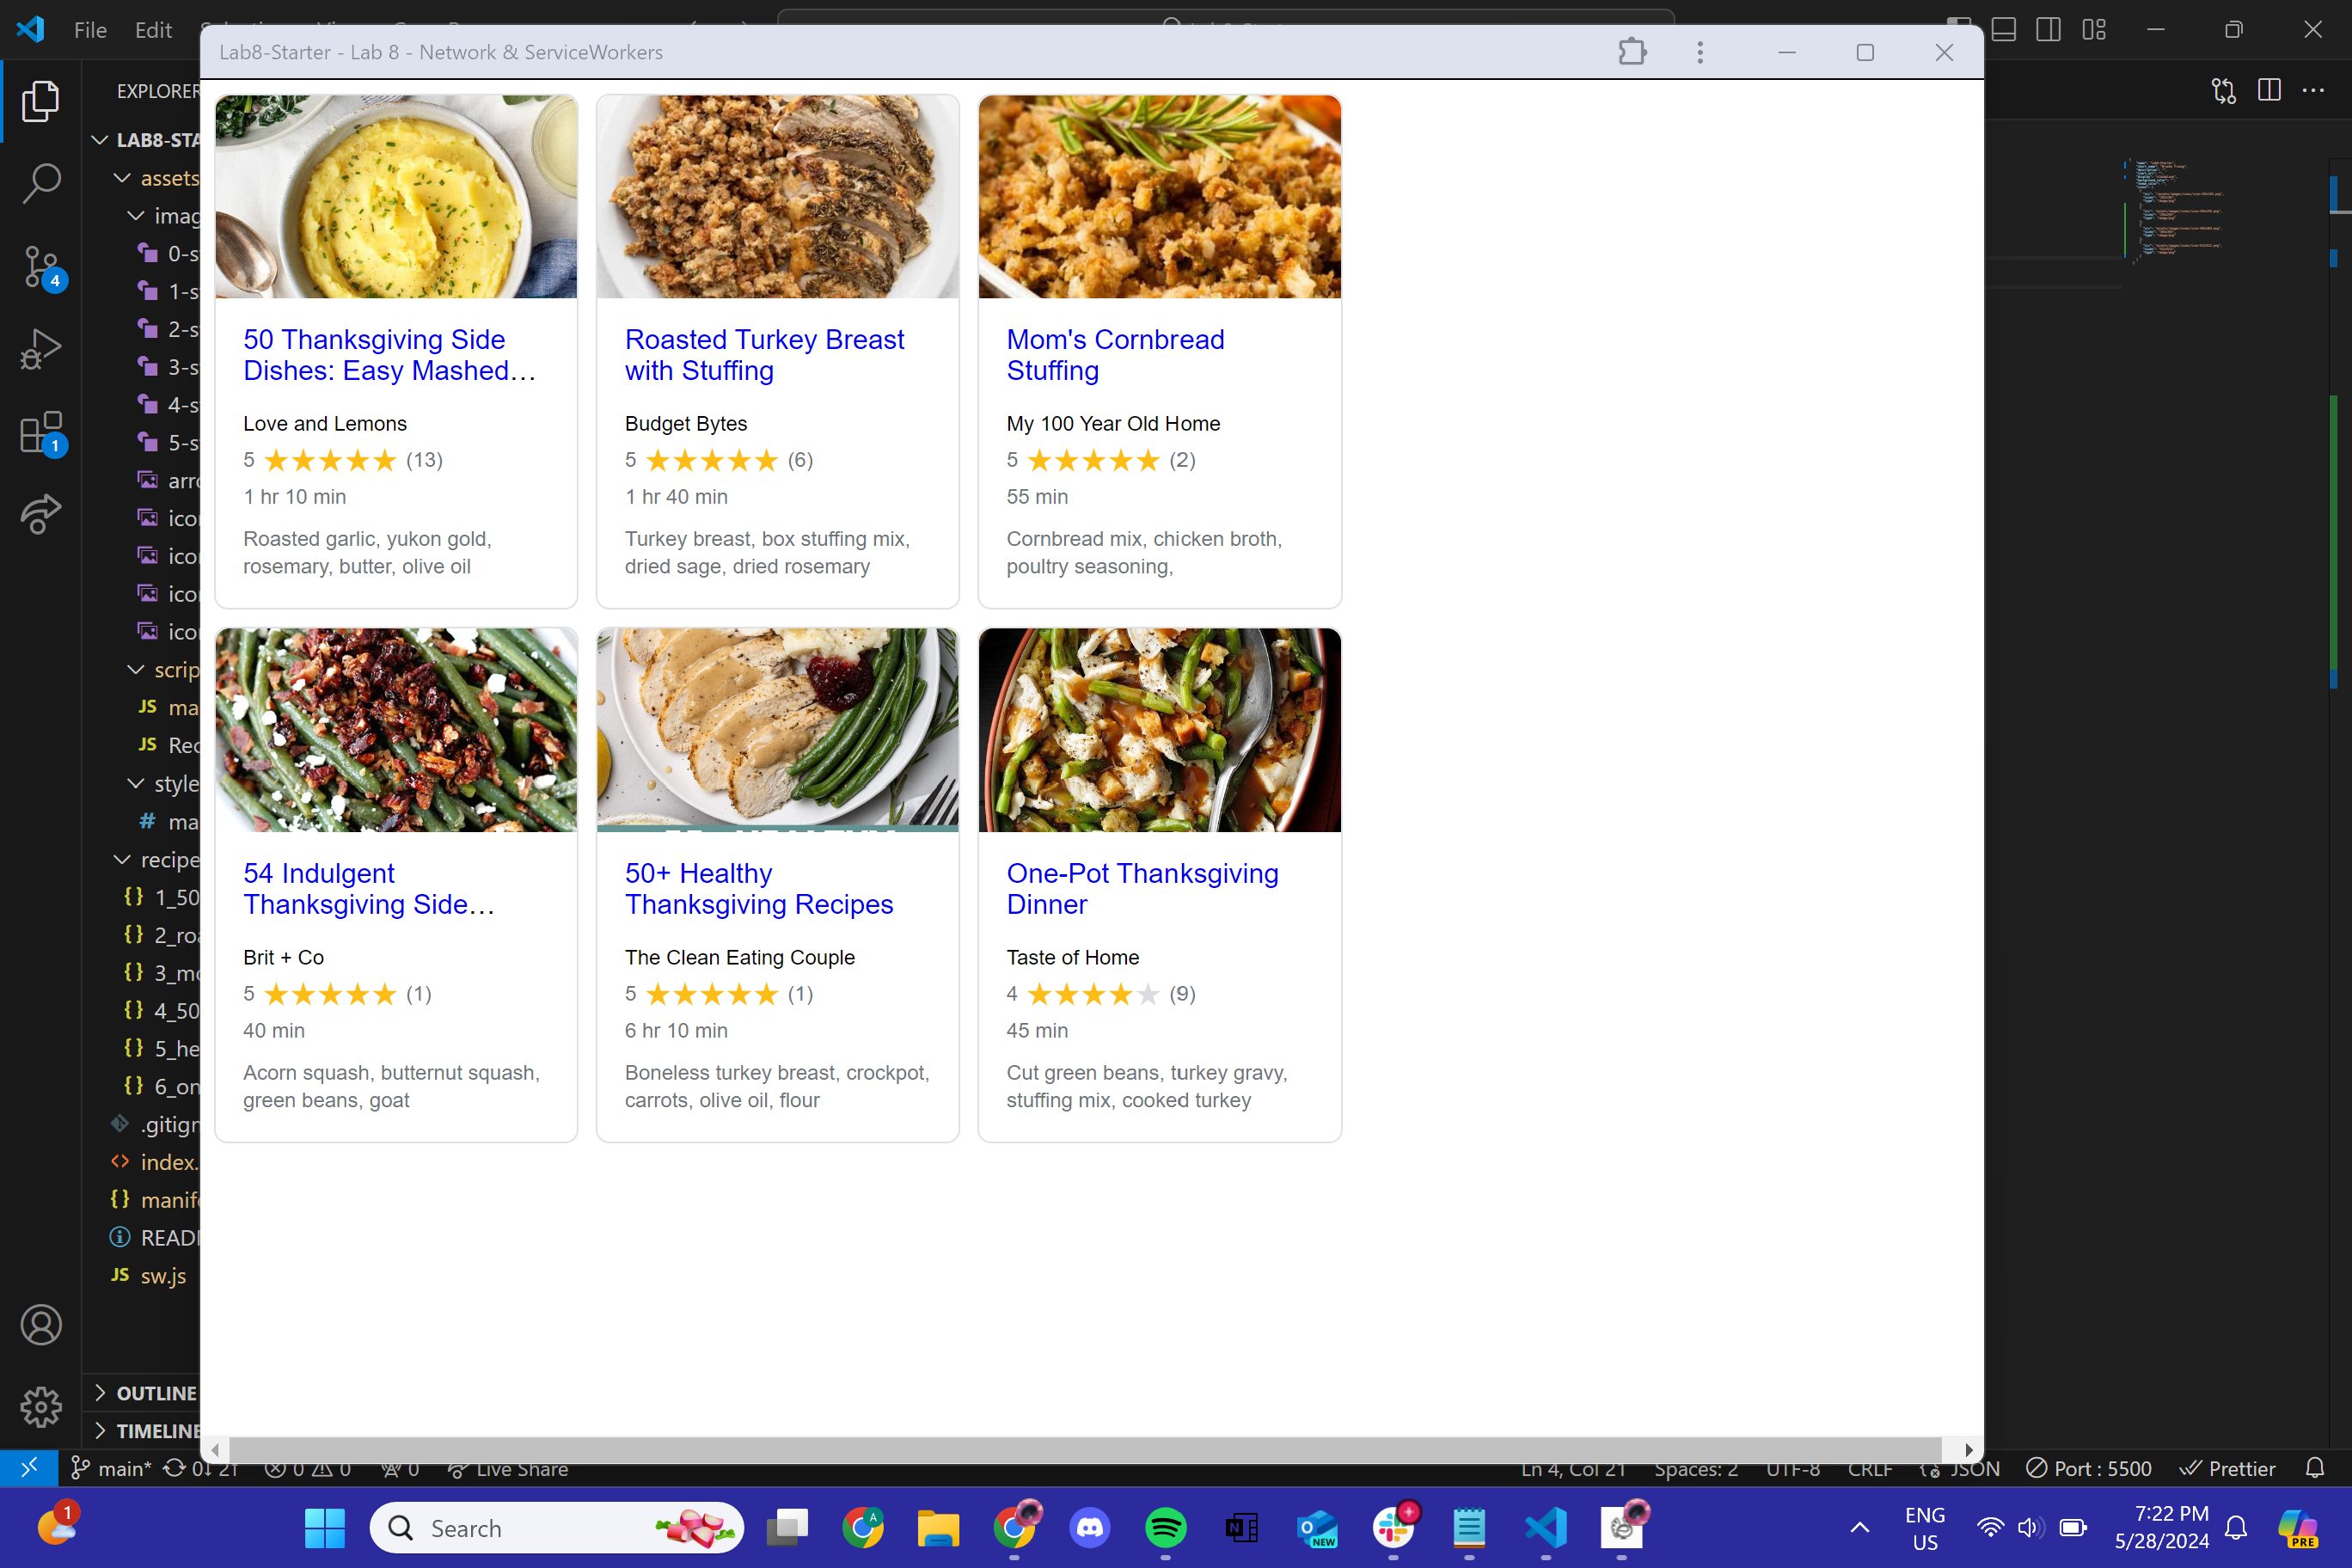 File
Edit
Lab8-Starter - Lab 8 - Network & ServiceWorkers
EXPLORER
LAB8-STA
assets
imag
0-s
1-s
2-s
3-s
4-s
5-s
arro
ico
ico
ico
ico
scrip
JS ma
JS Rec
style
# ma
recipe
{} 1_50
{} 2_roa
{} 3_mo
{} 4_50
{} 5_he
{} 6_on
.gitign
index.
{} manife
READ
JS sw.js
OUTLINE
TIMELINE
4
1
50 Thanksgiving Side
Dishes: Easy Mashed…
Love and Lemons
5 ★★★★★ (13)
1 hr 10 min
Roasted garlic, yukon gold,
rosemary, butter, olive oil
Roasted Turkey Breast
with Stuffing
Budget Bytes
5 ★★★★★ (6)
1 hr 40 min
Turkey breast, box stuffing mix,
dried sage, dried rosemary
Mom's Cornbread
Stuffing
My 100 Year Old Home
5 ★★★★★ (2)
55 min
Cornbread mix, chicken broth,
poultry seasoning,
54 Indulgent
Thanksgiving Side…
Brit + Co
5 ★★★★★ (1)
40 min
Acorn squash, butternut squash,
green beans, goat
50+ Healthy
Thanksgiving Recipes
The Clean Eating Couple
5 ★★★★★ (1)
6 hr 10 min
Boneless turkey breast, crockpot,
carrots, olive oil, flour
One-Pot Thanksgiving
Dinner
Taste of Home
4 ★★★★★ (9)
45 min
Cut green beans, turkey gravy,
stuffing mix, cooked turkey
main* 0↓ 2↑ 0 0 0 Live Share
Ln 4, Col 21 Spaces: 2 UTF-8 CRLF JSON Port : 5500 Prettier
1
Search
A
N
NEW
ENG
US
7:22 PM
5/28/2024
PRE